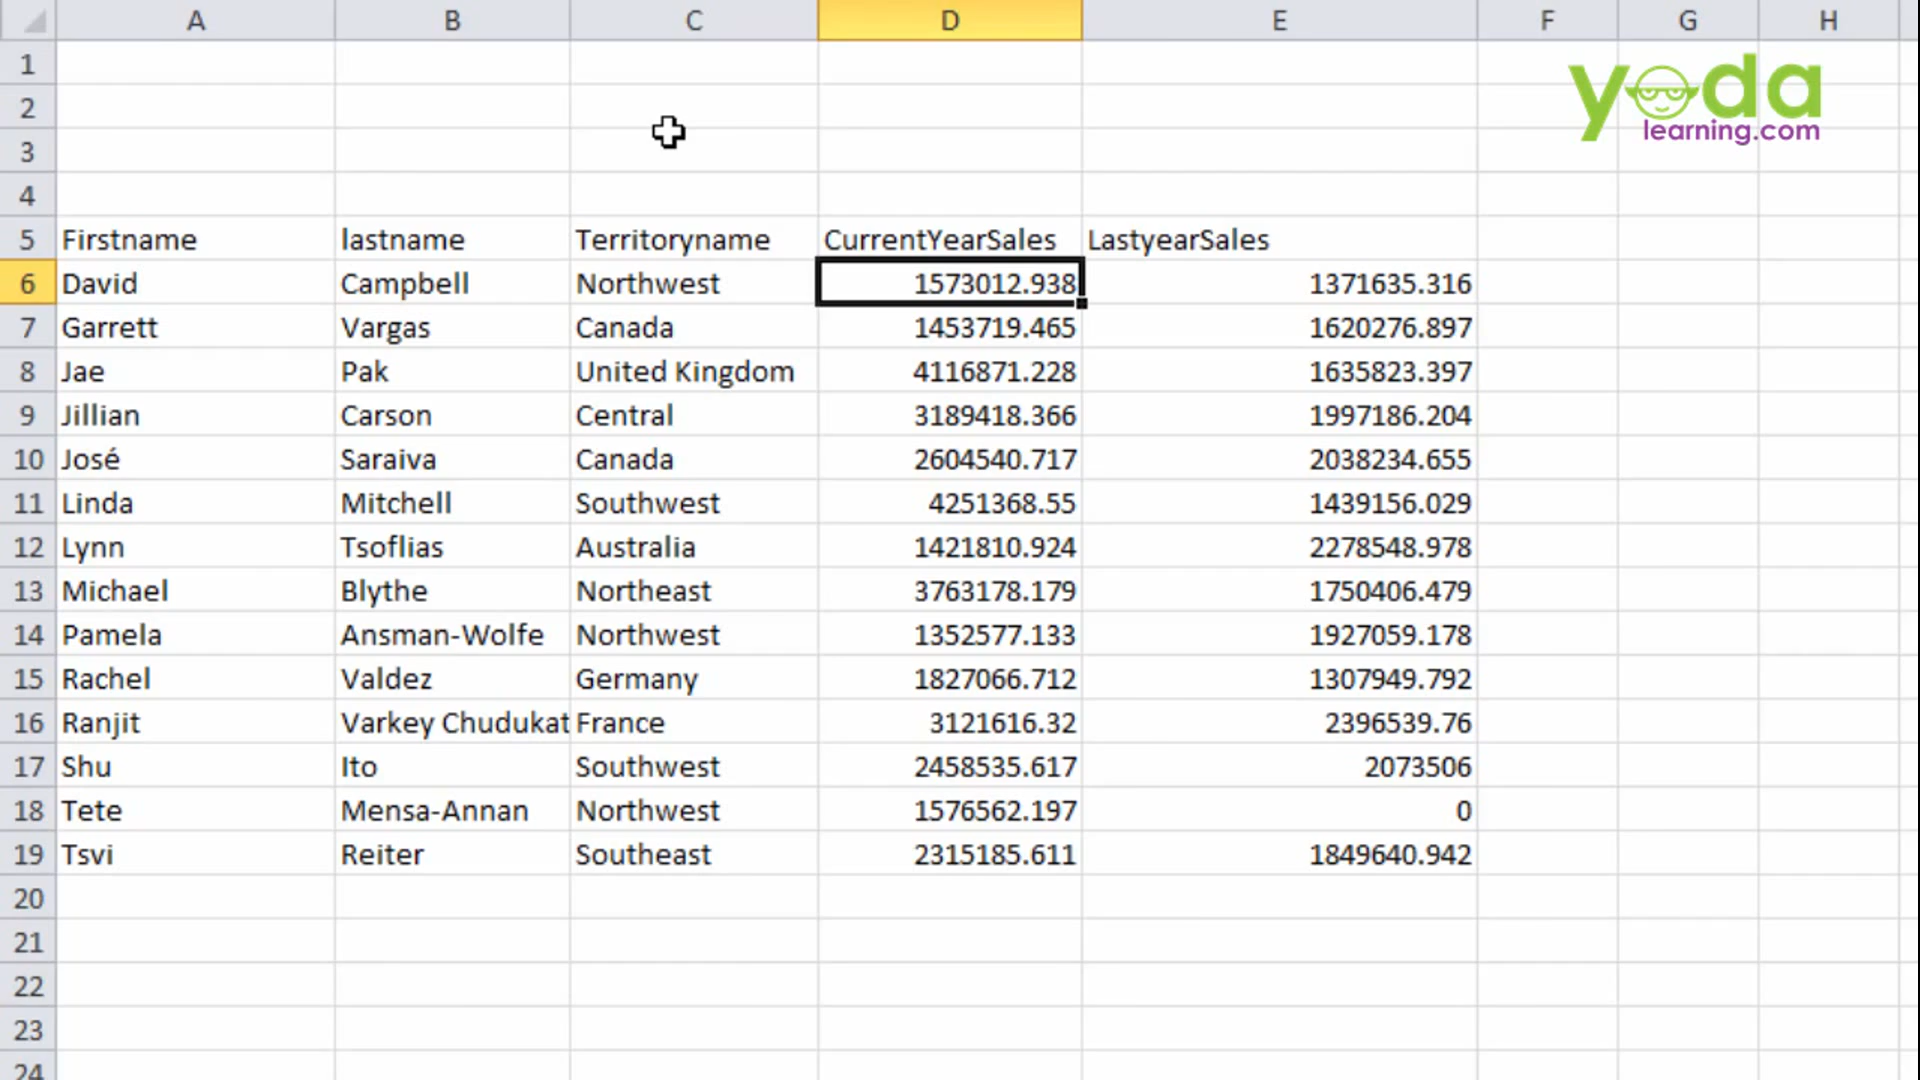 A B C D E F G H
1
2
3
4
5 Firstname lastname Territoryname CurrentYearSales LastyearSales
6 David Campbell Northwest 1573012.938 1371635.316
7 Garrett Vargas Canada 1453719.465 1620276.897
8 Jae Pak United Kingdom 4116871.228 1635823.397
9 Jillian Carson Central 3189418.366 1997186.204
10 José Saraiva Canada 2604540.717 2038234.655
11 Linda Mitchell Southwest 4251368.55 1439156.029
12 Lynn Tsoflias Australia 1421810.924 2278548.978
13 Michael Blythe Northeast 3763178.179 1750406.479
14 Pamela Ansman-Wolfe Northwest 1352577.133 1927059.178
15 Rachel Valdez Germany 1827066.712 1307949.792
16 Ranjit Varkey Chudukat France 3121616.32 2396539.76
17 Shu Ito Southwest 2458535.617 2073506
18 Tete Mensa-Annan Northwest 1576562.197 0
19 Tsvi Reiter Southeast 2315185.611 1849640.942
20
21
22
23
24
yoda
learning.com